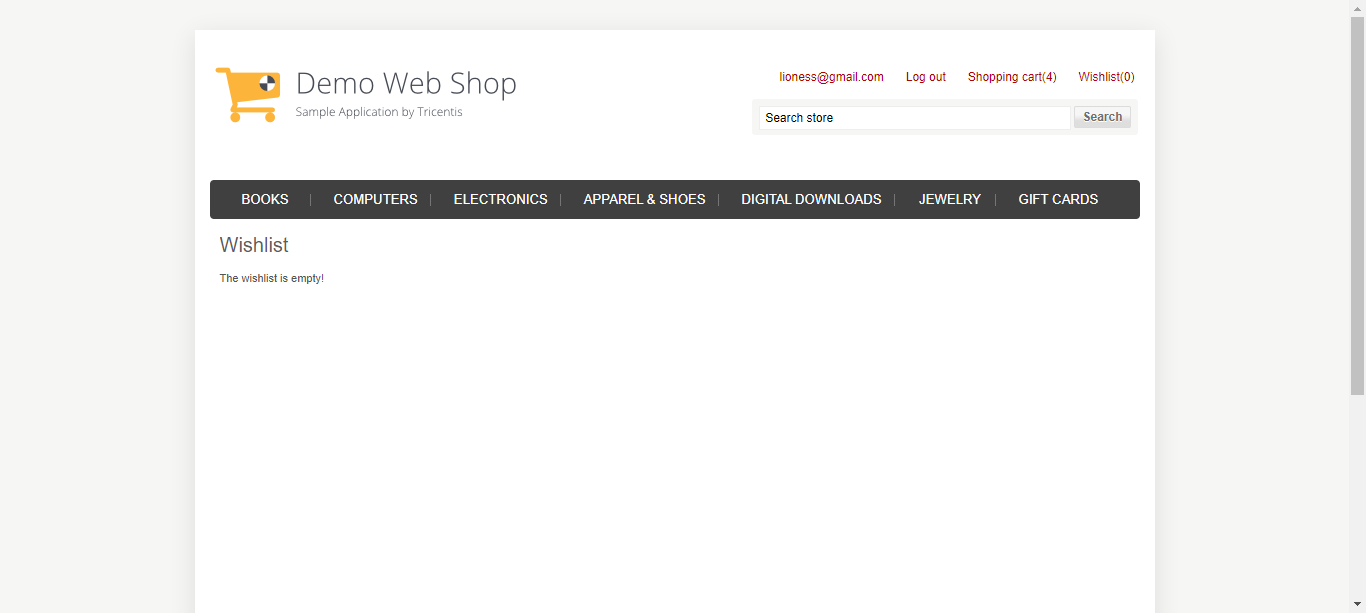 Demo Web Shop
Sample Application by Tricentis
lioness@gmail.com Log out Shopping cart(4) Wishlist(0)
Search store Search
BOOKS COMPUTERS ELECTRONICS APPAREL & SHOES DIGITAL DOWNLOADS JEWELRY GIFT CARDS
Wishlist
The wishlist is empty!